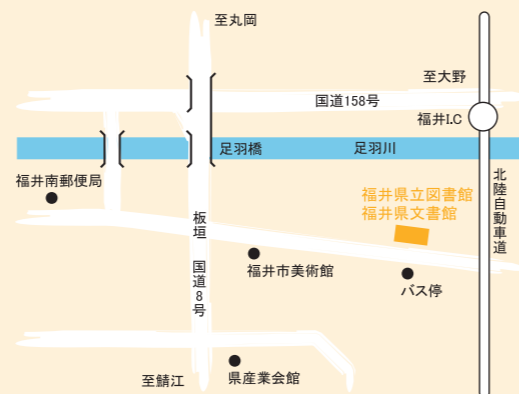 至丸岡
至大野
国道158号
福井I.C
足羽橋
足羽川
福井南郵便局
北陸自動車道
福井県立図書館
福井県文書館
板垣
国道8号
福井市美術館
バス停
県産業会館
至鯖江